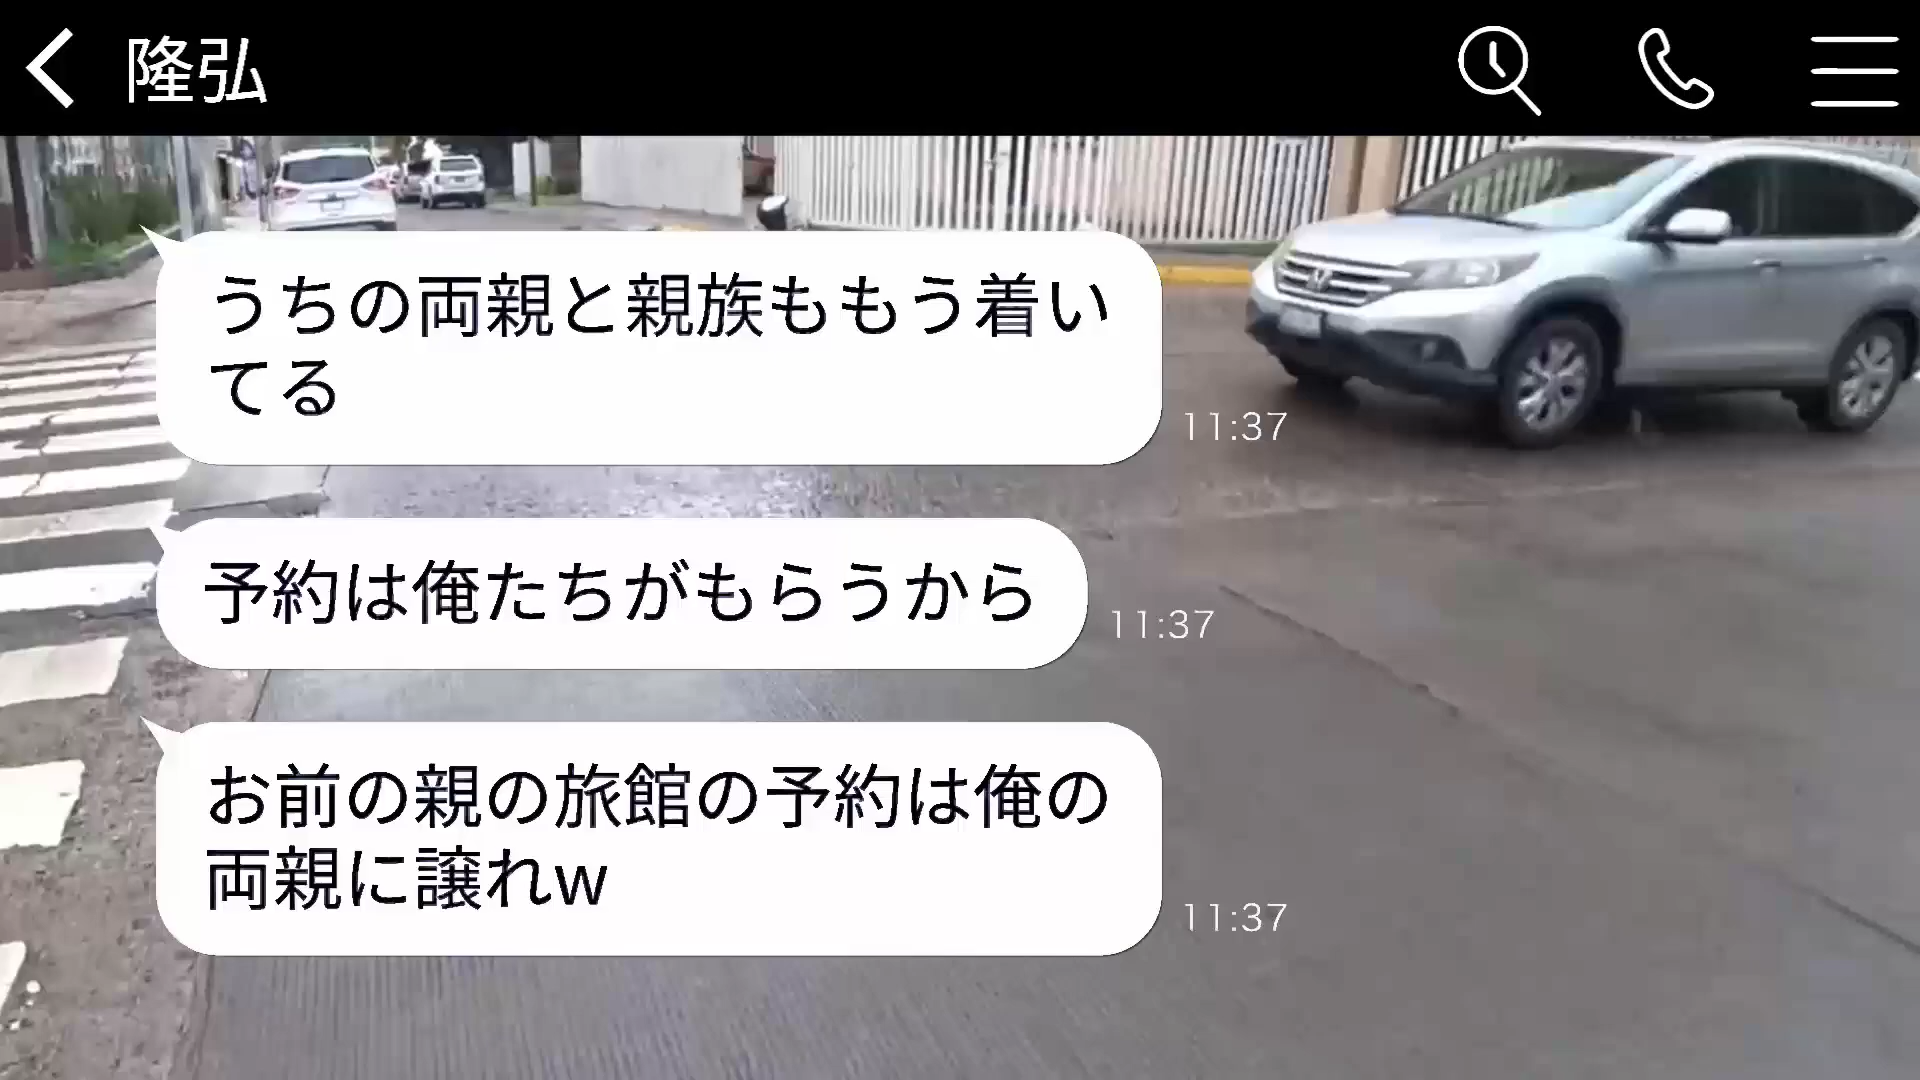 隆弘
うちの両親と親族ももう着い
てる
11:37
予約は俺たちがもらうから
11:37
お前の親の旅館の予約は俺の
両親に譲れw
11:37